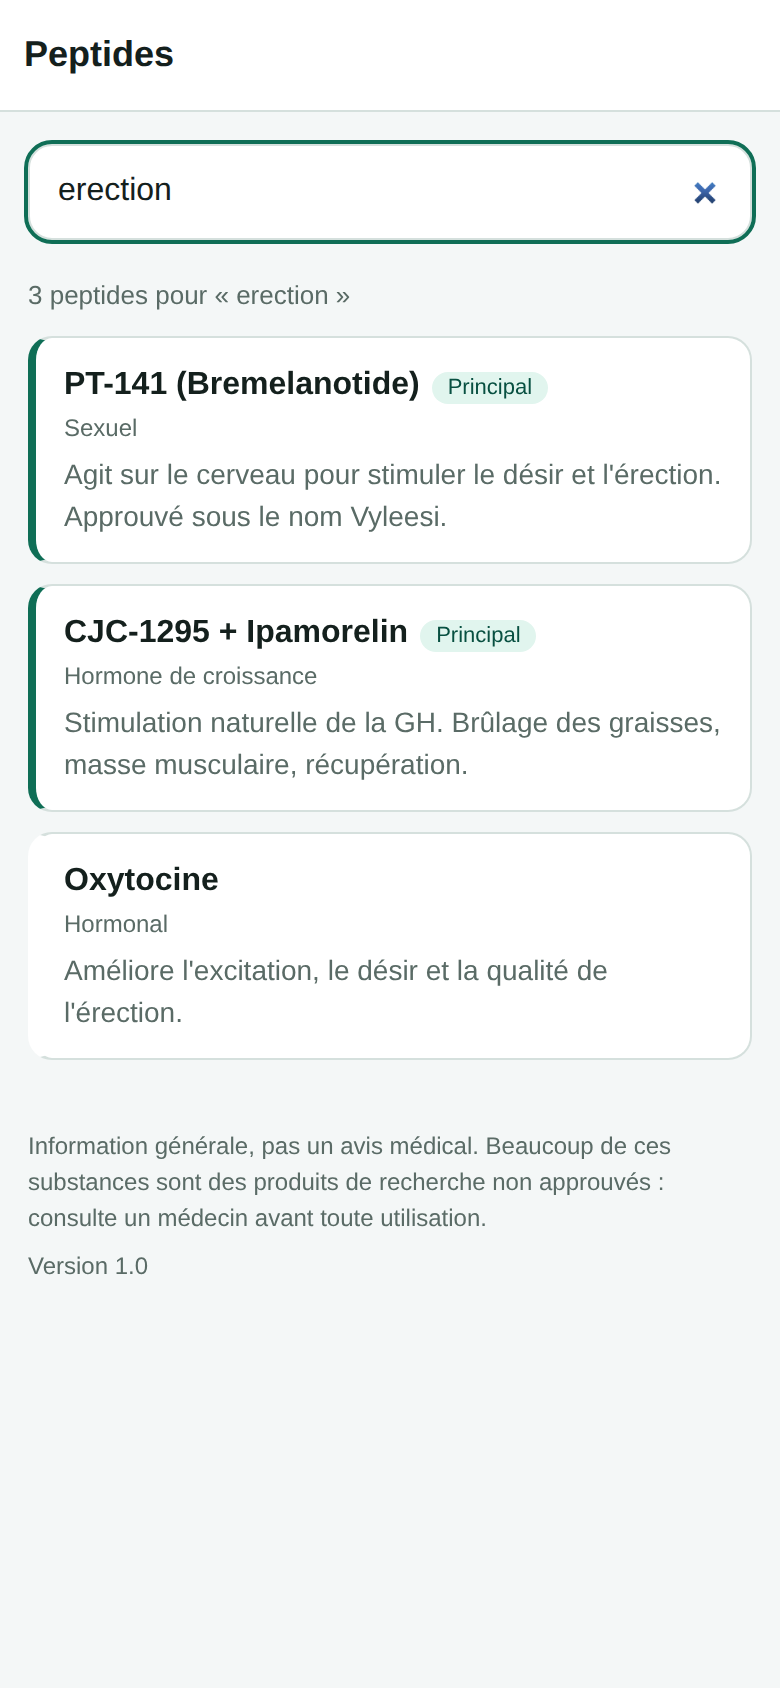 Peptides
erection
3 peptides pour « erection »
PT-141 (Bremelanotide) Principal
Sexuel
Agit sur le cerveau pour stimuler le désir et l'érection.
Approuvé sous le nom Vyleesi.
CJC-1295 + Ipamorelin Principal
Hormone de croissance
Stimulation naturelle de la GH. Brûlage des graisses,
masse musculaire, récupération.
Oxytocine
Hormonal
Améliore l'excitation, le désir et la qualité de
l'érection.
Information générale, pas un avis médical. Beaucoup de ces
substances sont des produits de recherche non approuvés :
consulte un médecin avant toute utilisation.
Version 1.0